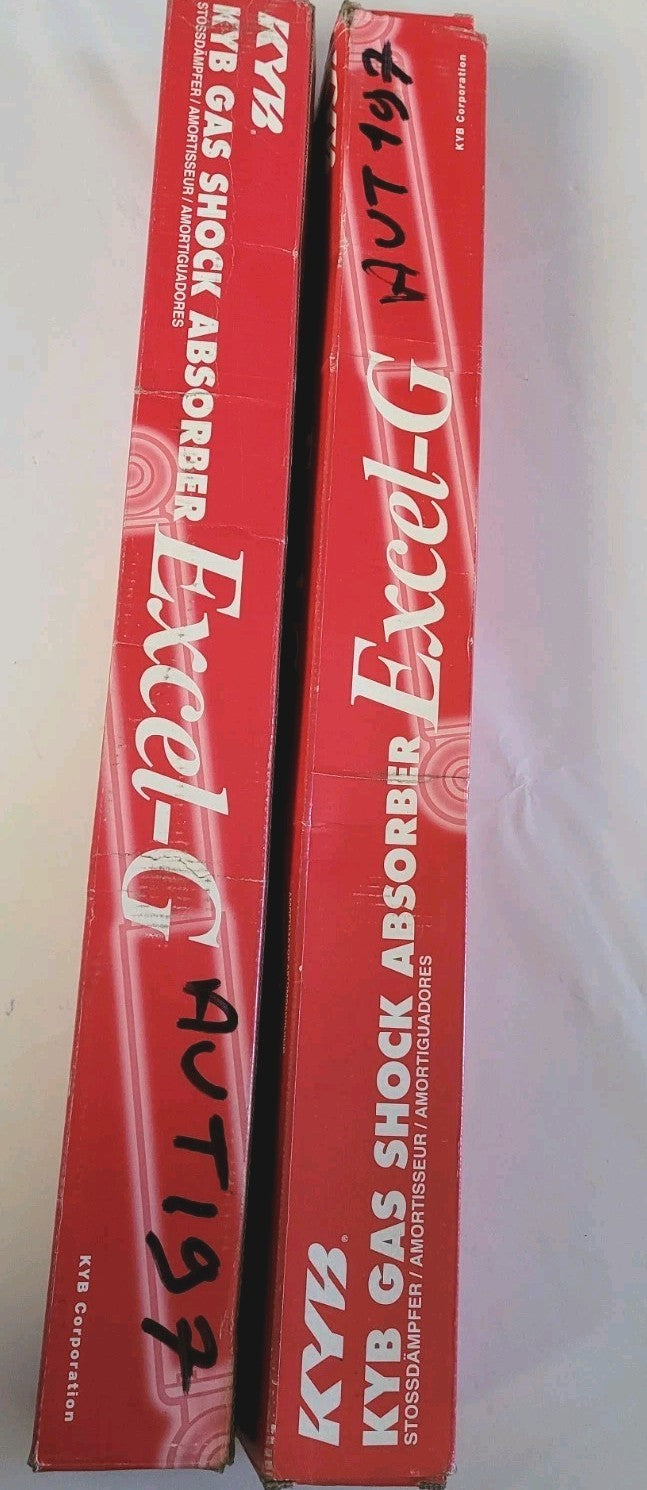 KYB®
KYB GAS SHOCK ABSORBER Excel-G
STOSSDÄMPFER / AMORTISSEUR / AMORTIGUADORES
AUT197
KYB Corporation
KYB®
KYB GAS SHOCK ABSORBER Excel-G
STOSSDÄMPFER / AMORTISSEUR / AMORTIGUADORES
AUT197
KYB Corporation